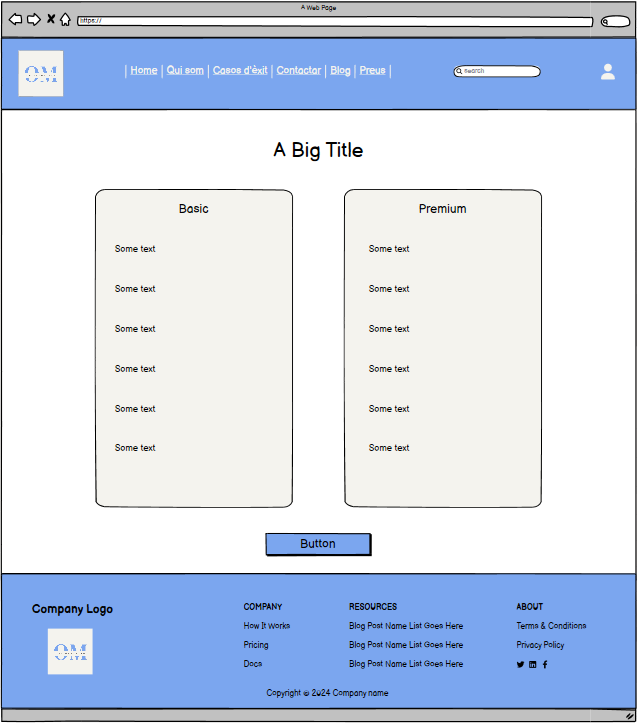 A Web Page
https://
OM
| Home | Qui som | Casos d'èxit | Contactar | Blog | Preus |
search
A Big Title
Basic
Some text
Some text
Some text
Some text
Some text
Some text
Premium
Some text
Some text
Some text
Some text
Some text
Some text
Button
Company Logo
OM
COMPANY
How It Works
Pricing
Docs
RESOURCES
Blog Post Name List Goes Here
Blog Post Name List Goes Here
Blog Post Name List Goes Here
ABOUT
Terms & Conditions
Privacy Policy
Copyright © 2024 Company name